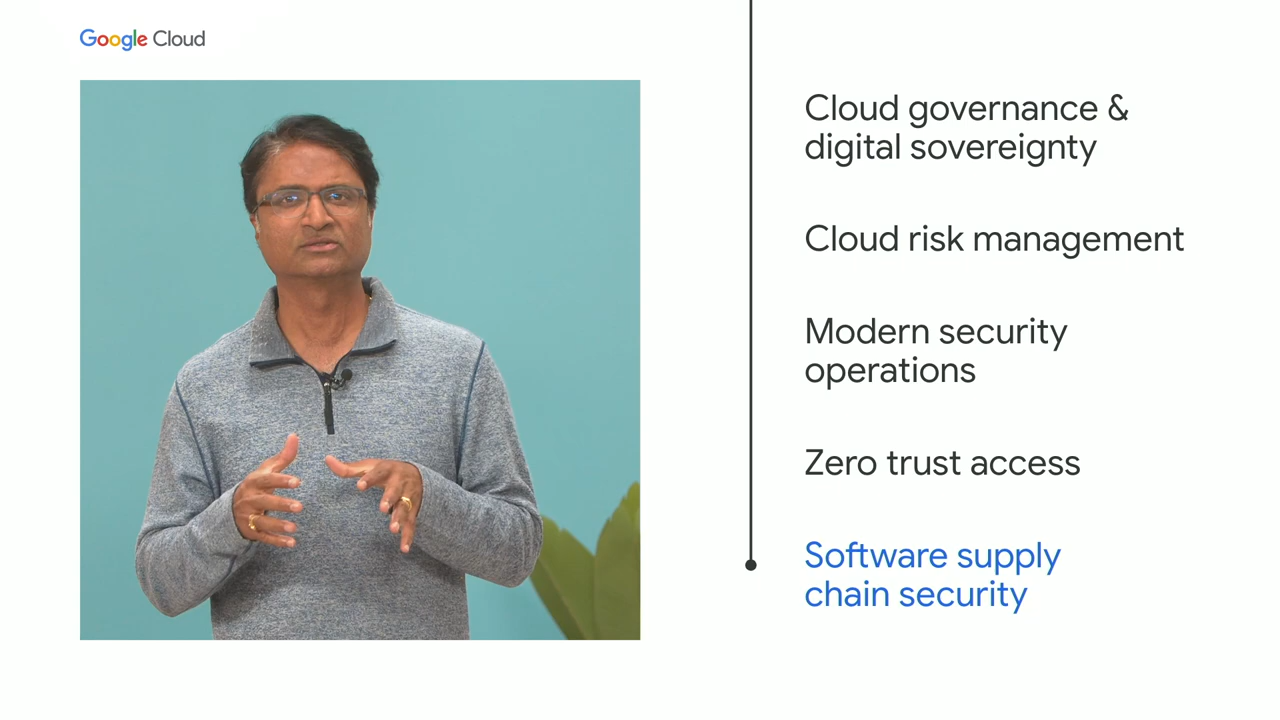 Google Cloud
Cloud governance &
digital sovereignty
Cloud risk management
Modern security
operations
Zero trust access
Software supply
chain security